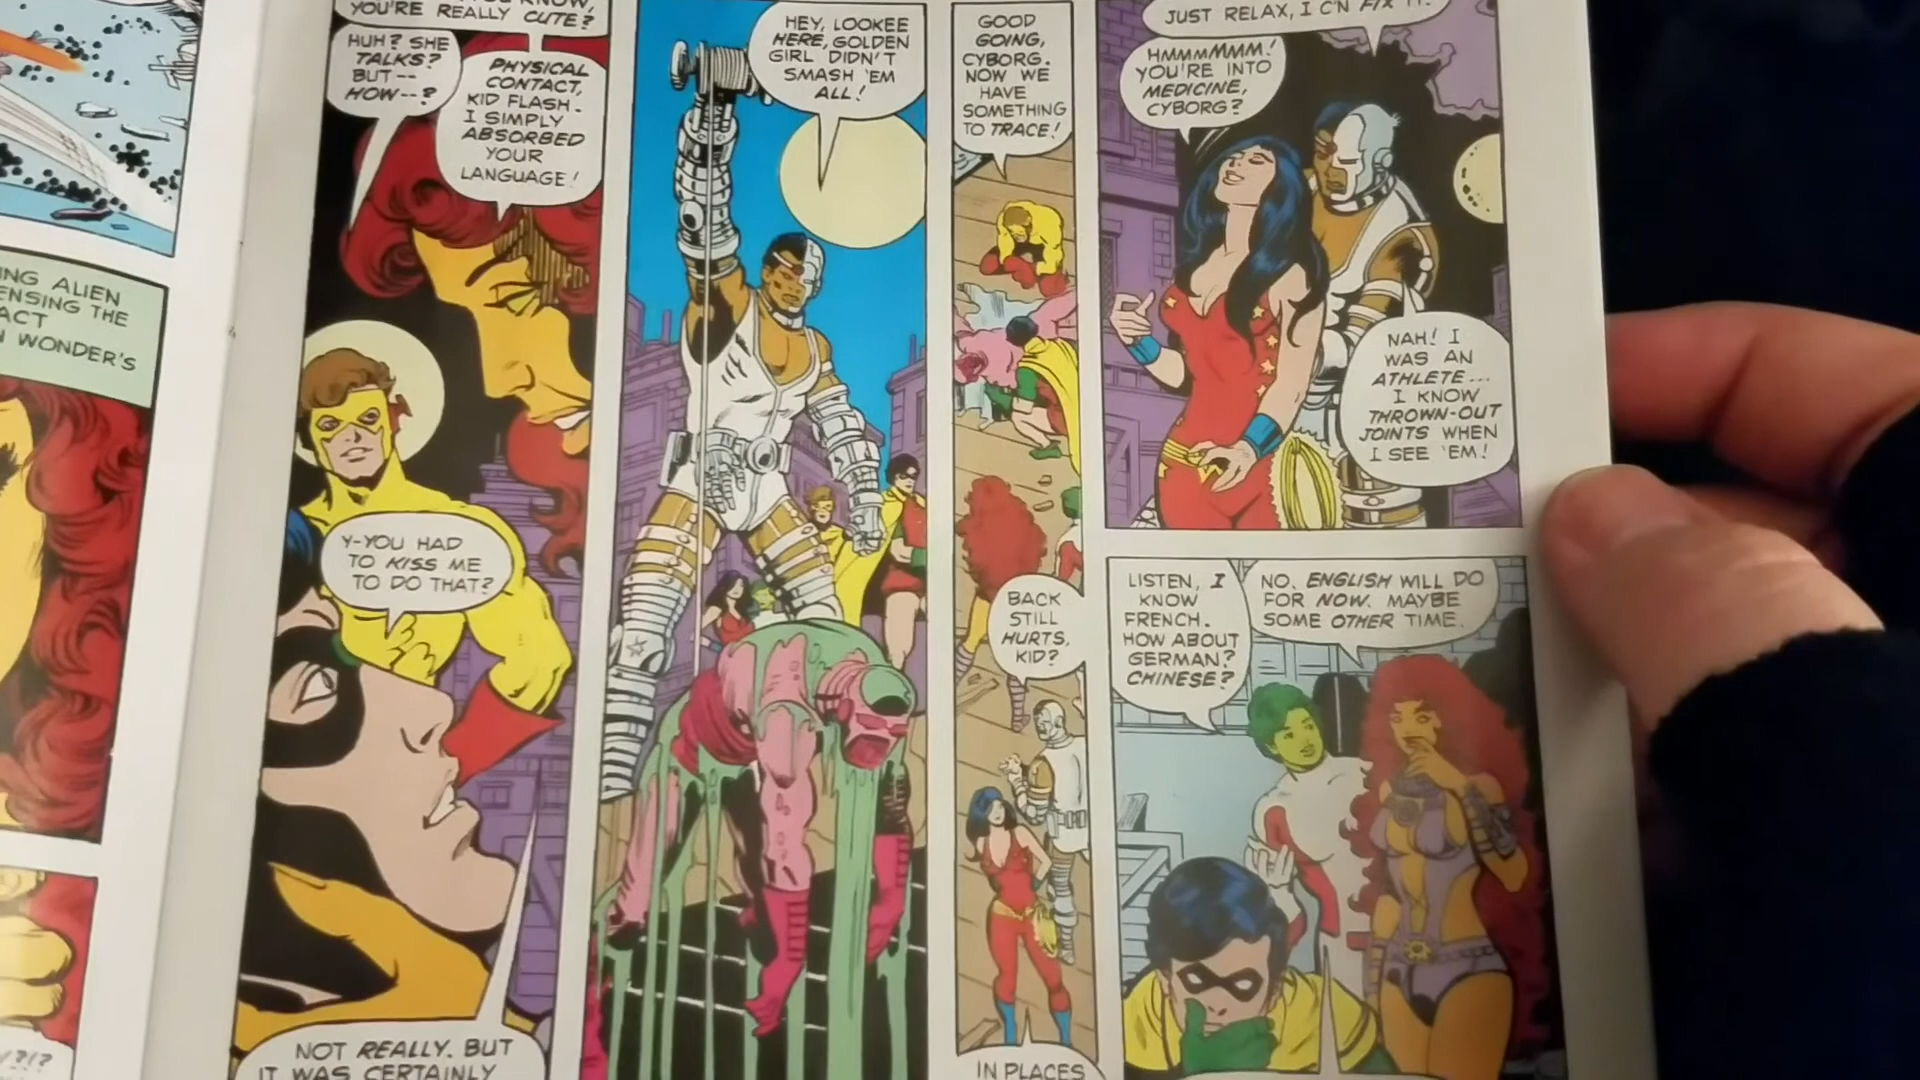 ING ALIEN
ENSING THE
ACT
WONDER'S
YOU'RE REALLY CUTE?
HUH? SHE
TALKS?
BUT--
HOW--?
PHYSICAL
CONTACT,
KID FLASH.
I SIMPLY
ABSORBED
YOUR
LANGUAGE!
Y-YOU HAD
TO KISS ME
TO DO THAT?
NOT REALLY. BUT
IT WAS CERTAINLY
HEY, LOOKEE
HERE, GOLDEN
GIRL DIDN'T
SMASH 'EM
ALL!
GOOD
GOING,
CYBORG.
NOW WE
HAVE
SOMETHING
TO TRACE!
BACK
STILL
HURTS,
KID?
IN PLACES
JUST RELAX, I C'N FIX IT!
HMMMMMM!
YOU'RE INTO
MEDICINE,
CYBORG?
NAH! I
WAS AN
ATHLETE...
I KNOW
THROWN-OUT
JOINTS WHEN
I SEE 'EM!
LISTEN, I
KNOW
FRENCH.
HOW ABOUT
GERMAN?
CHINESE?
NO. ENGLISH WILL DO
FOR NOW. MAYBE
SOME OTHER TIME.